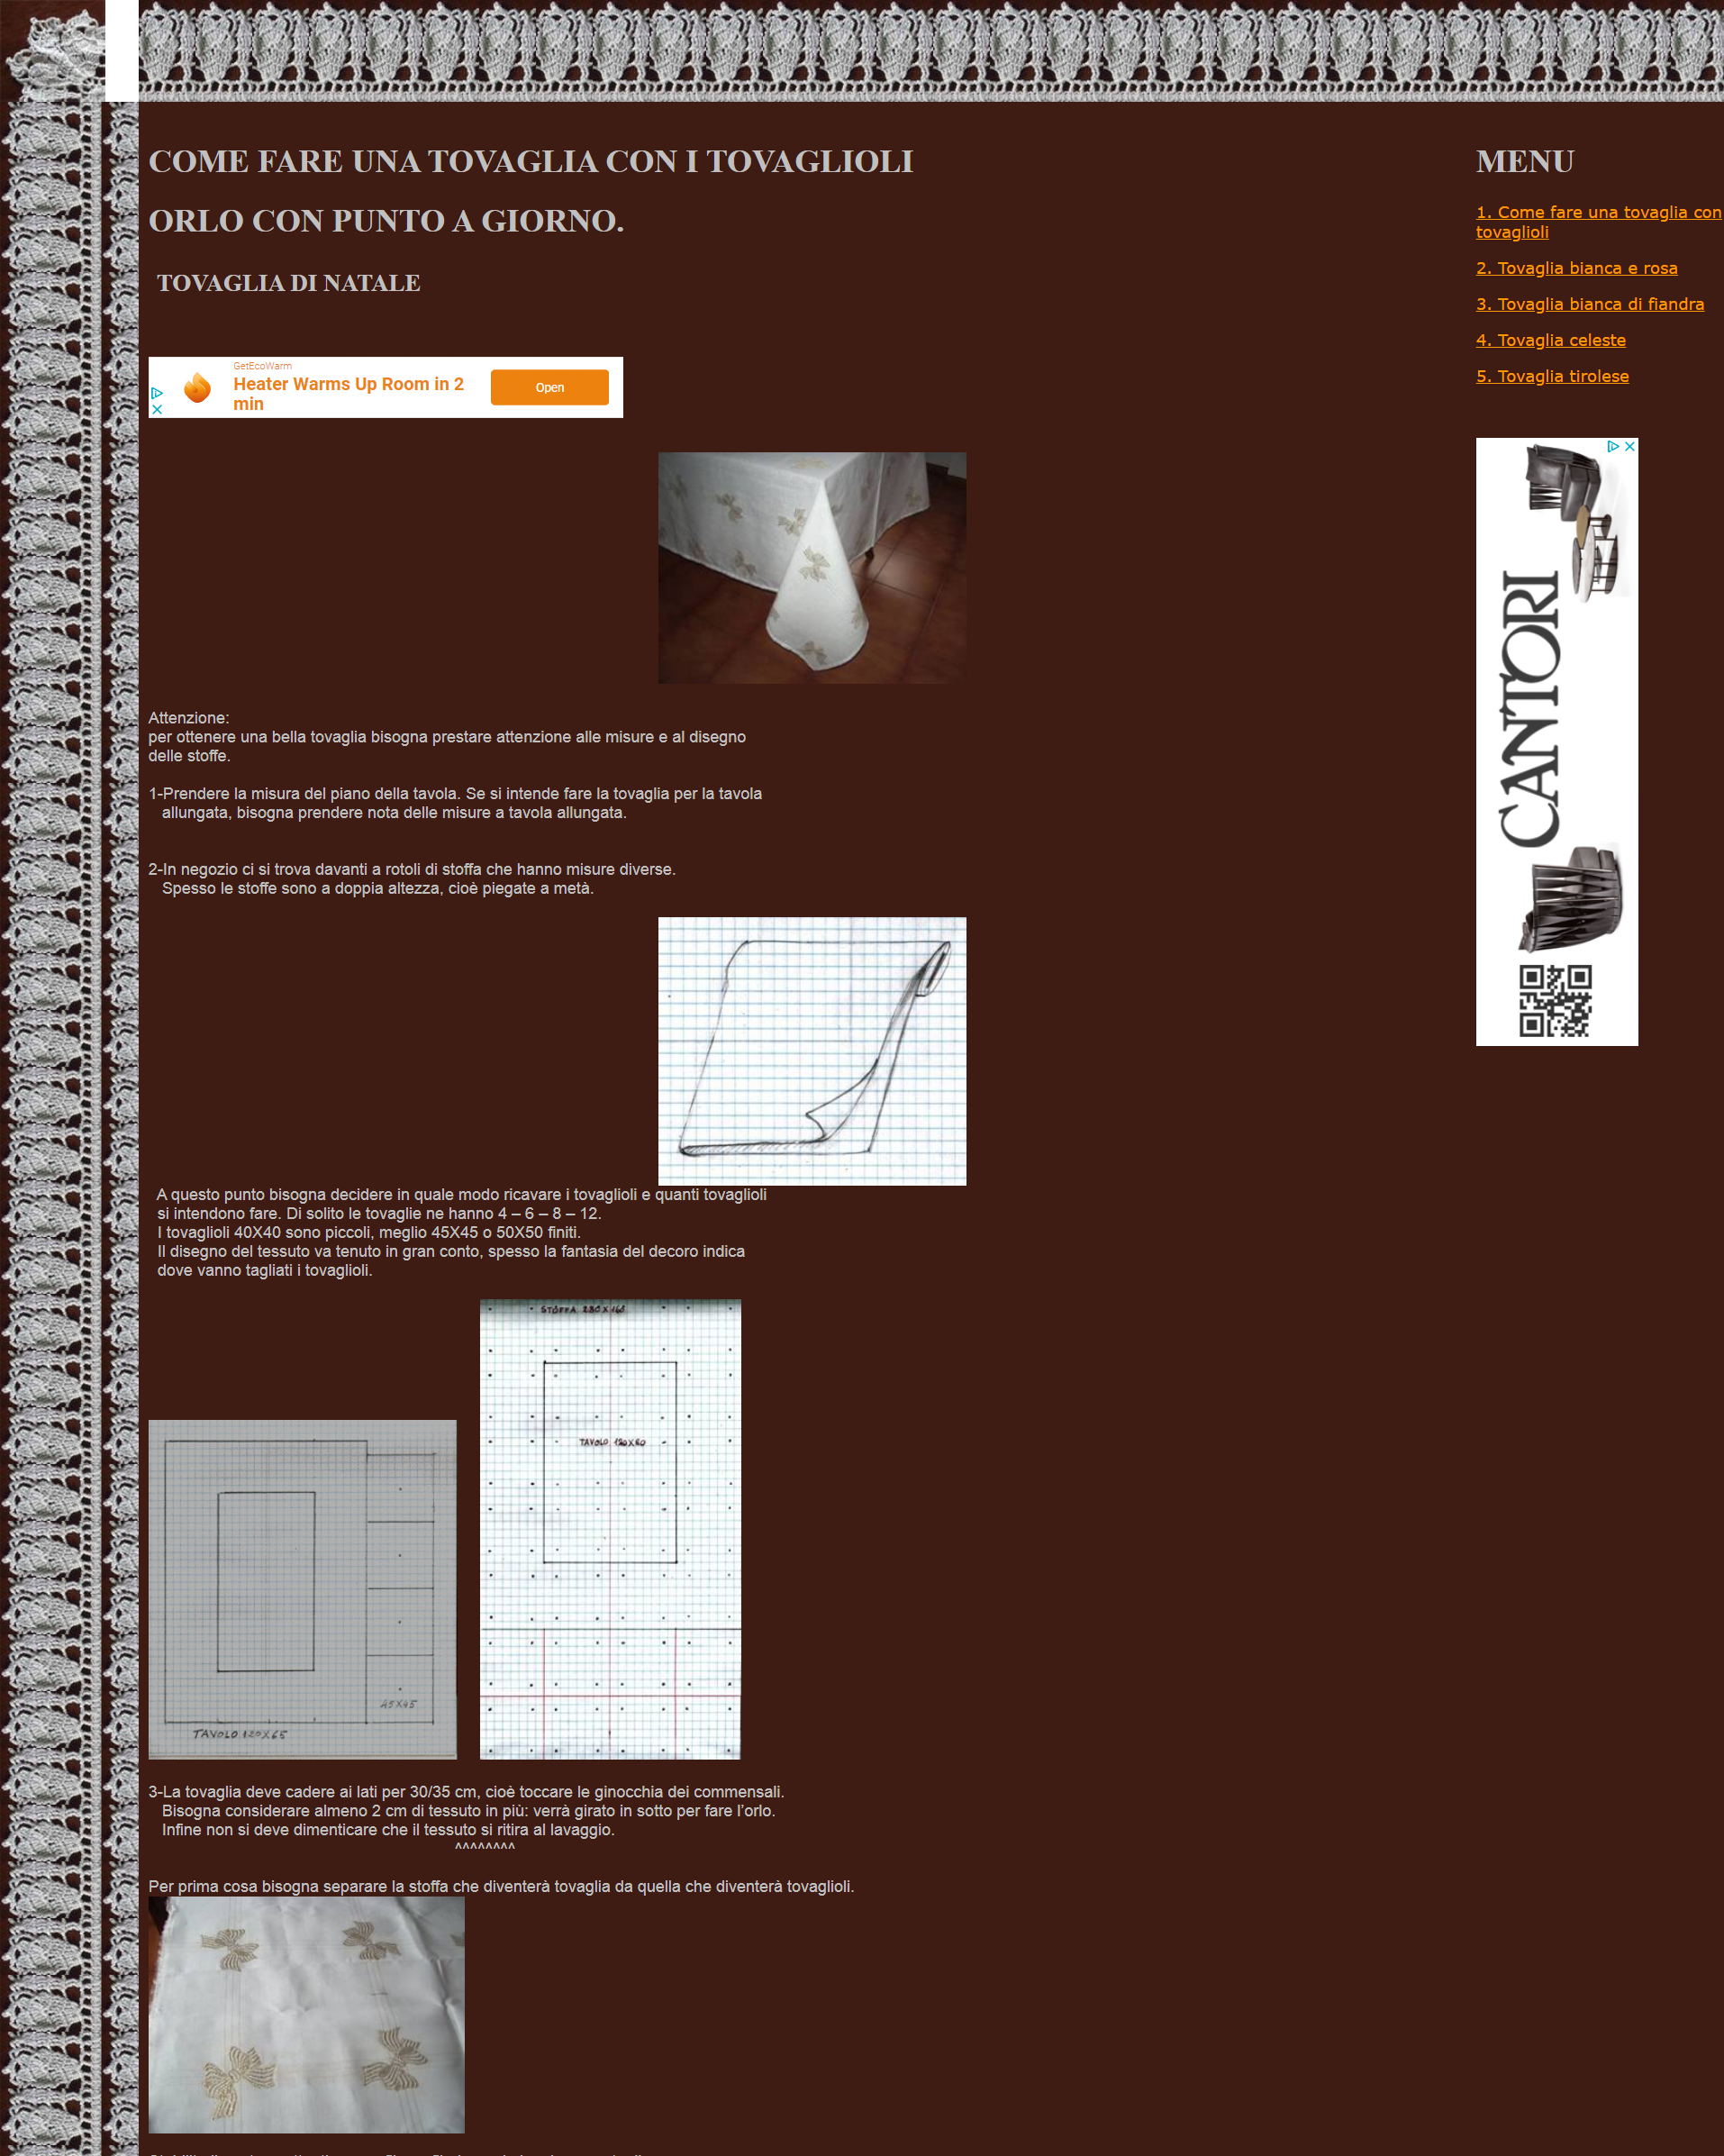 COME FARE UNA TOVAGLIA CON I TOVAGLIOLI
ORLO CON PUNTO A GIORNO.
TOVAGLIA DI NATALE
GetEcoWarm
Heater Warms Up Room in 2
min
Open
Attenzione:
per ottenere una bella tovaglia bisogna prestare attenzione alle misure e al disegno
delle stoffe.
1-Prendere la misura del piano della tavola. Se si intende fare la tovaglia per la tavola
allungata, bisogna prendere nota delle misure a tavola allungata.
2-In negozio ci si trova davanti a rotoli di stoffa che hanno misure diverse.
Spesso le stoffe sono a doppia altezza, cioè piegate a metà.
A questo punto bisogna decidere in quale modo ricavare i tovaglioli e quanti tovaglioli
si intendono fare. Di solito le tovaglie ne hanno 4 – 6 – 8 – 12.
I tovaglioli 40X40 sono piccoli, meglio 45X45 o 50X50 finiti.
Il disegno del tessuto va tenuto in gran conto, spesso la fantasia del decoro indica
dove vanno tagliati i tovaglioli.
45X45
TAVOLO 120X65
STOFFA 280X160
TAVOLO 120X80
3-La tovaglia deve cadere ai lati per 30/35 cm, cioè toccare le ginocchia dei commensali.
Bisogna considerare almeno 2 cm di tessuto in più: verrà girato in sotto per fare l'orlo.
Infine non si deve dimenticare che il tessuto si ritira al lavaggio.
^^^^^^^^
Per prima cosa bisogna separare la stoffa che diventerà tovaglia da quella che diventerà tovaglioli.
MENU
1. Come fare una tovaglia con
tovaglioli
2. Tovaglia bianca e rosa
3. Tovaglia bianca di fiandra
4. Tovaglia celeste
5. Tovaglia tirolese
CANTORI